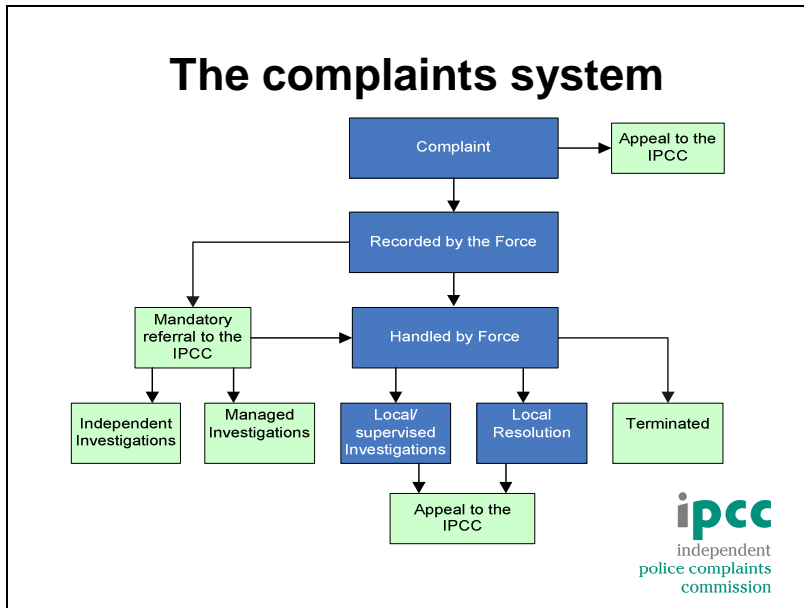 The complaints system
Complaint
Appeal to the
IPCC
Recorded by the Force
Mandatory
referral to the
IPCC
Handled by Force
Independent
Investigations
Managed
Investigations
Local/
supervised
Investigations
Local
Resolution
Terminated
Appeal to the
IPCC
ipcc
independent
police complaints
commission